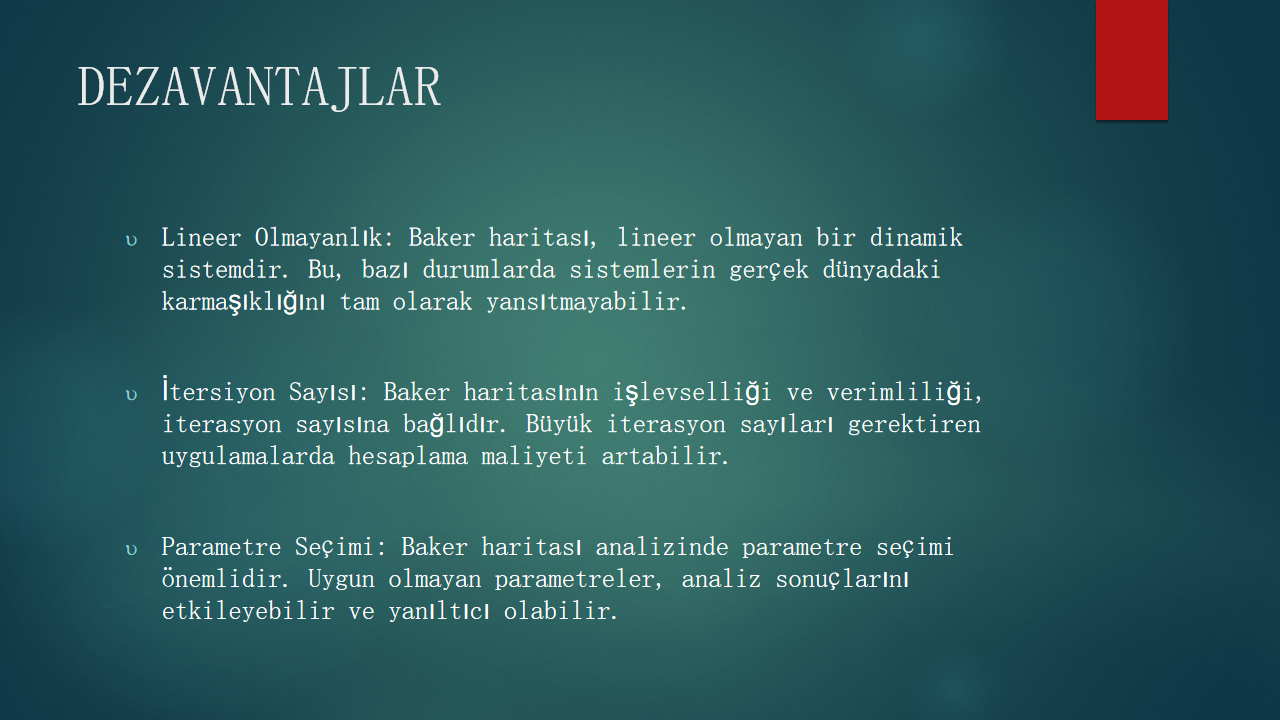 DEZAVANTAJLAR
Lineer Olmayanlık: Baker haritası, lineer olmayan bir dinamik
sistemdir. Bu, bazı durumlarda sistemlerin gerçek dünyadaki
karmaşıklığını tam olarak yansıtmayabilir.
İtersiyon Sayısı: Baker haritasının işlevselliği ve verimliliği,
iterasyon sayısına bağlıdır. Büyük iterasyon sayıları gerektiren
uygulamalarda hesaplama maliyeti artabilir.
Parametre Seçimi: Baker haritası analizinde parametre seçimi
önemlidir. Uygun olmayan parametreler, analiz sonuçlarını
etkileyebilir ve yanıltıcı olabilir.